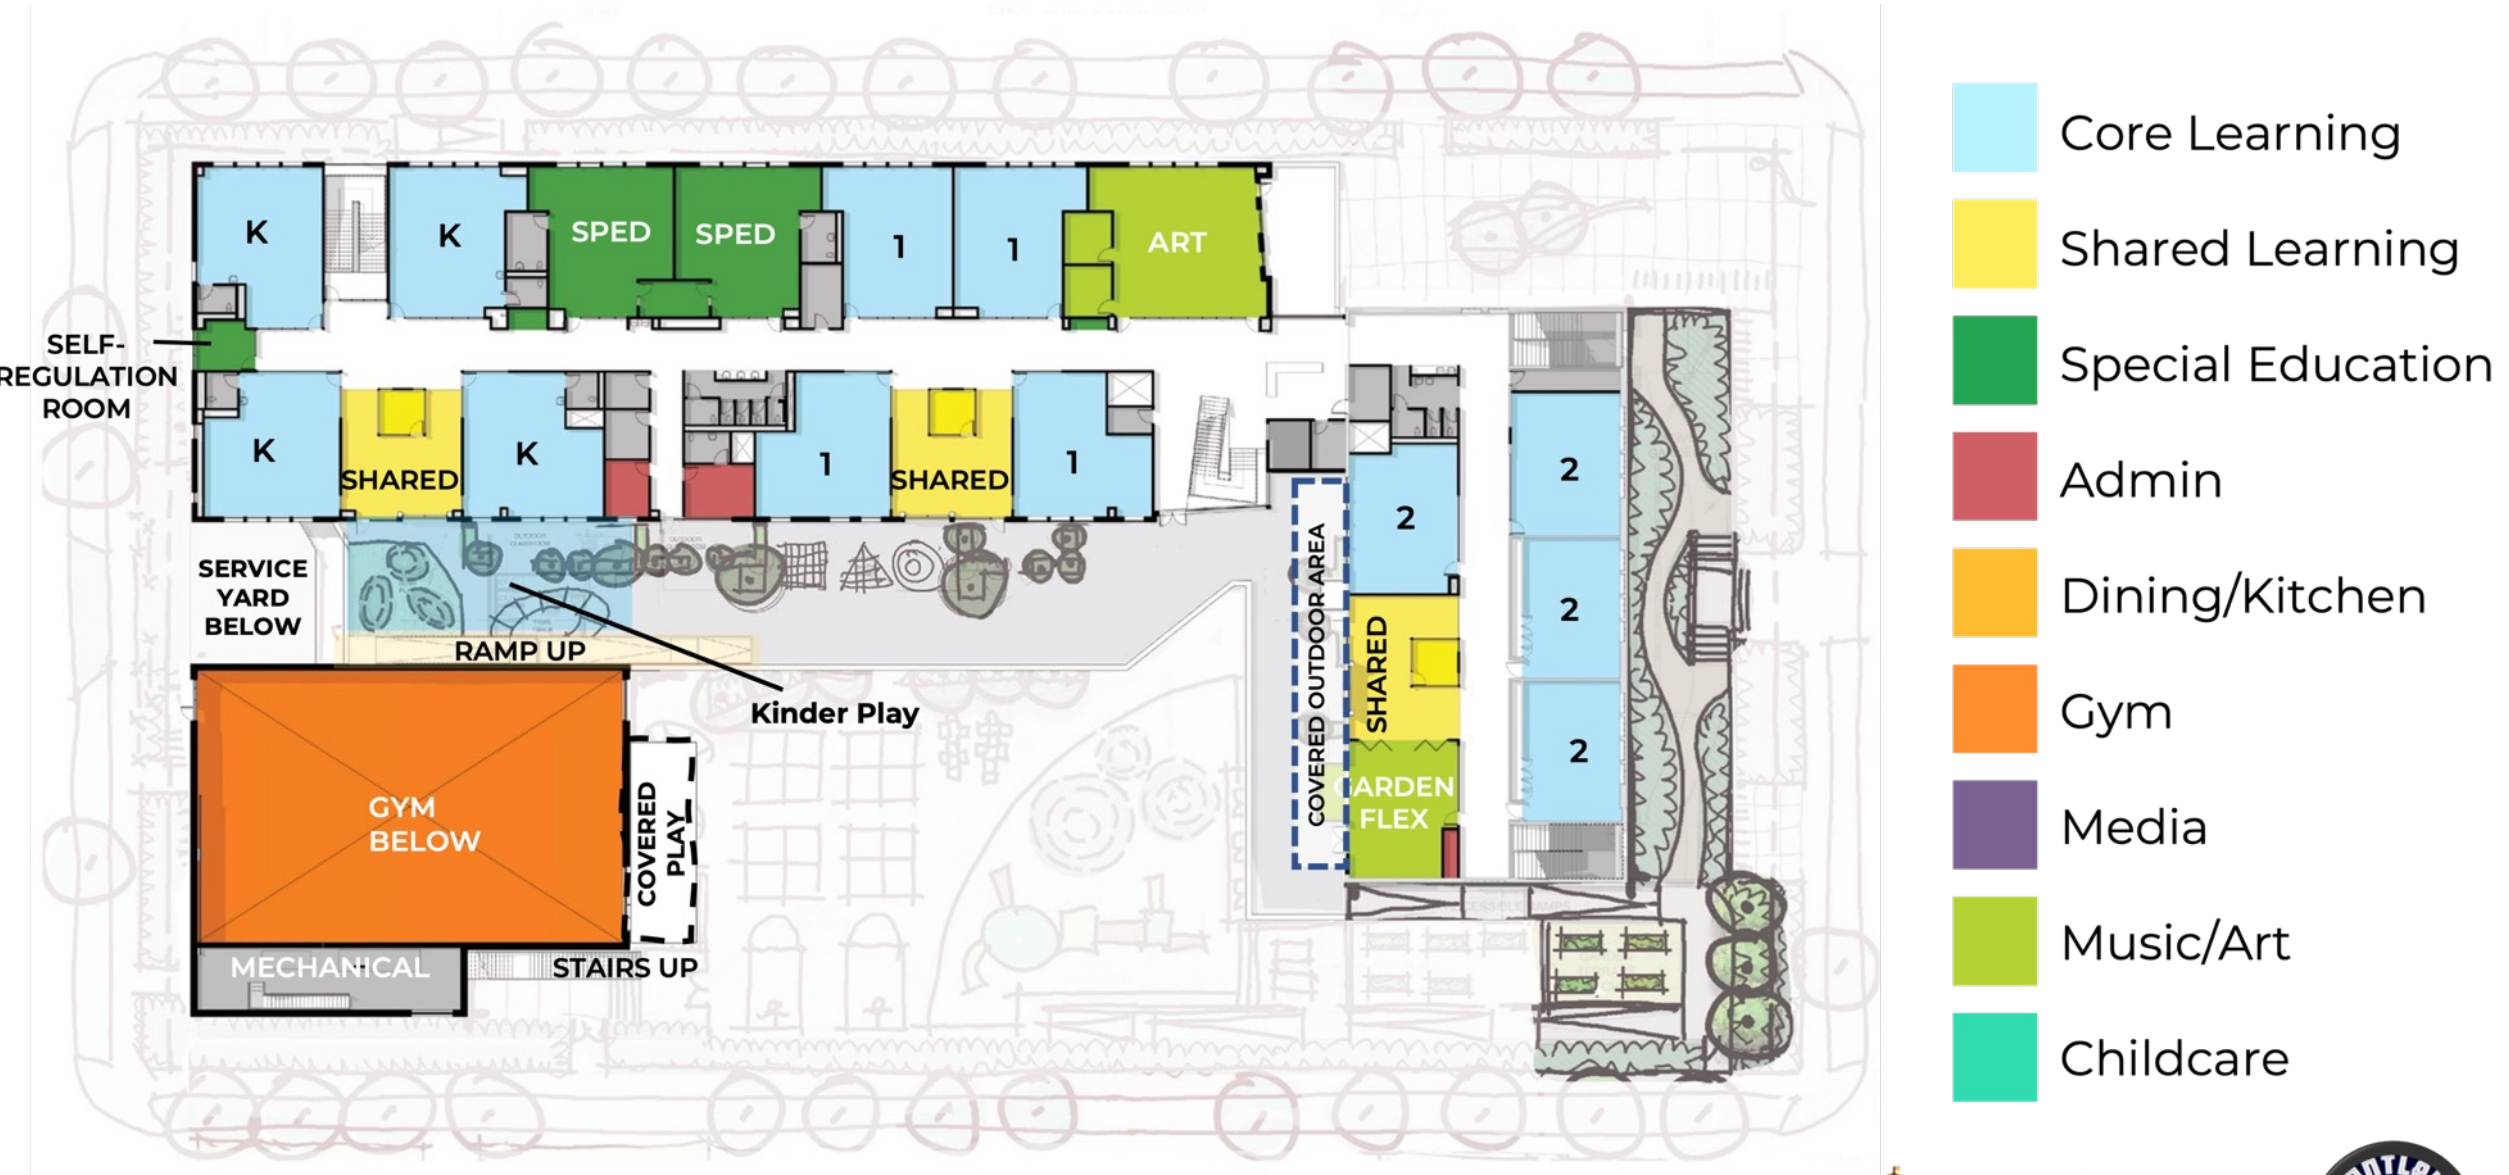 K
K
SPED
SPED
1
1
ART
SELF-
REGULATION
ROOM
K
SHARED
K
1
SHARED
1
2
2
2
2
SERVICE
YARD
BELOW
RAMP UP
Kinder Play
COVERED OUTDOOR AREA
SHARED
GARDEN
FLEX
GYM
BELOW
COVERED
PLAY
MECHANICAL
STAIRS UP
Core Learning
Shared Learning
Special Education
Admin
Dining/Kitchen
Gym
Media
Music/Art
Childcare